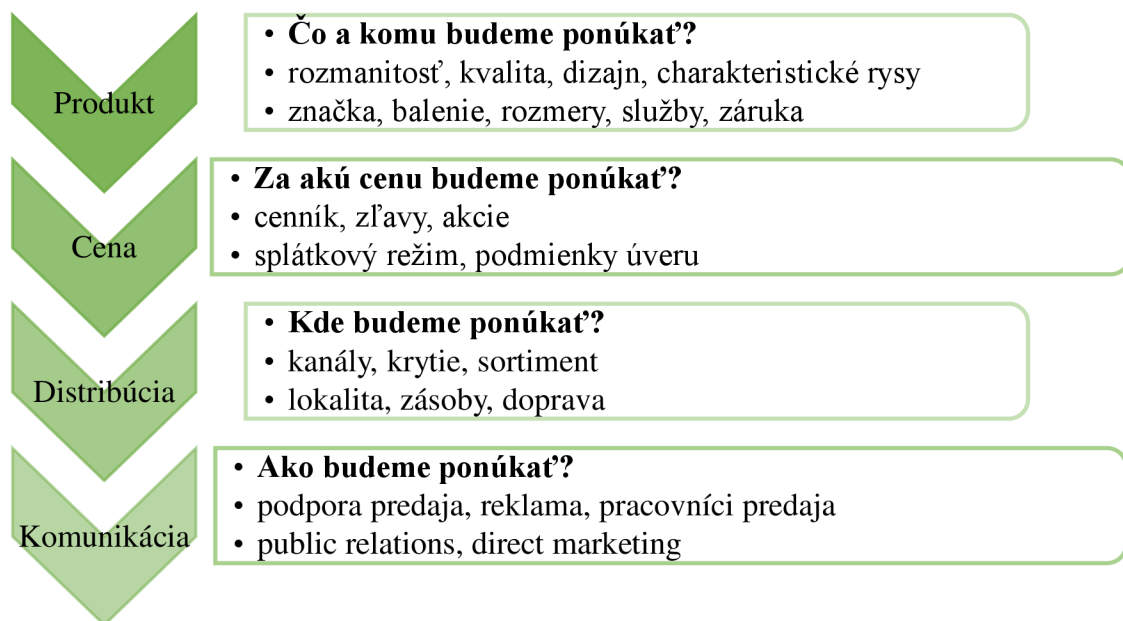 Produkt
• Čo a komu budeme ponúkať?
• rozmanitosť, kvalita, dizajn, charakteristické rysy
• značka, balenie, rozmery, služby, záruka
Cena
• Za akú cenu budeme ponúkať?
• cenník, zľavy, akcie
• splátkový režim, podmienky úveru
Distribúcia
• Kde budeme ponúkať?
• kanály, krytie, sortiment
• lokalita, zásoby, doprava
Komunikácia
• Ako budeme ponúkať?
• podpora predaja, reklama, pracovníci predaja
• public relations, direct marketing